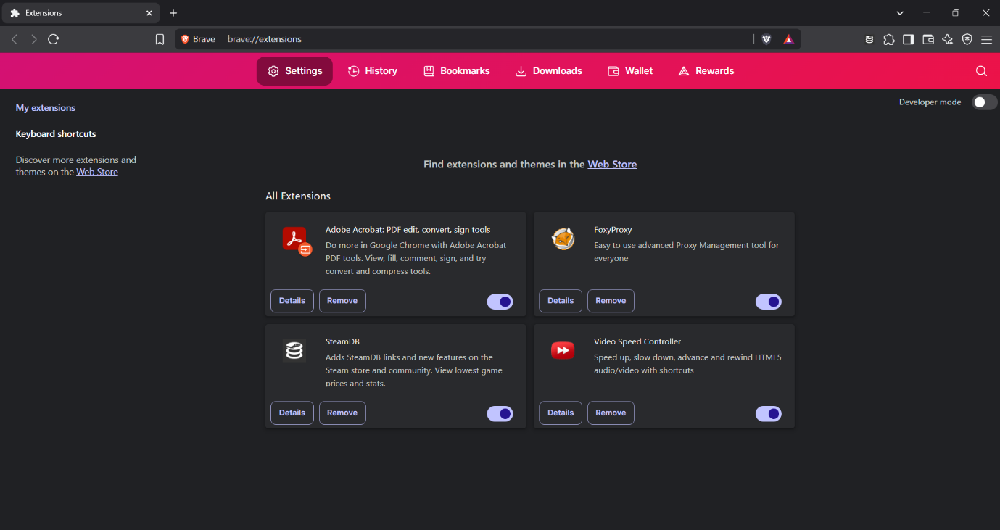 Extensions
Brave brave://extensions
Settings History Bookmarks Downloads Wallet Rewards
My extensions
Developer mode
Keyboard shortcuts
Discover more extensions and
themes on the Web Store
Find extensions and themes in the Web Store
All Extensions
Adobe Acrobat: PDF edit, convert, sign tools
Do more in Google Chrome with Adobe Acrobat
PDF tools. View, fill, comment, sign, and try
convert and compress tools.
Details Remove
FoxyProxy
Easy to use advanced Proxy Management tool for
everyone
Details Remove
SteamDB
Adds SteamDB links and new features on the
Steam store and community. View lowest game
prices and stats.
Details Remove
Video Speed Controller
Speed up, slow down, advance and rewind HTML5
audio/video with shortcuts
Details Remove